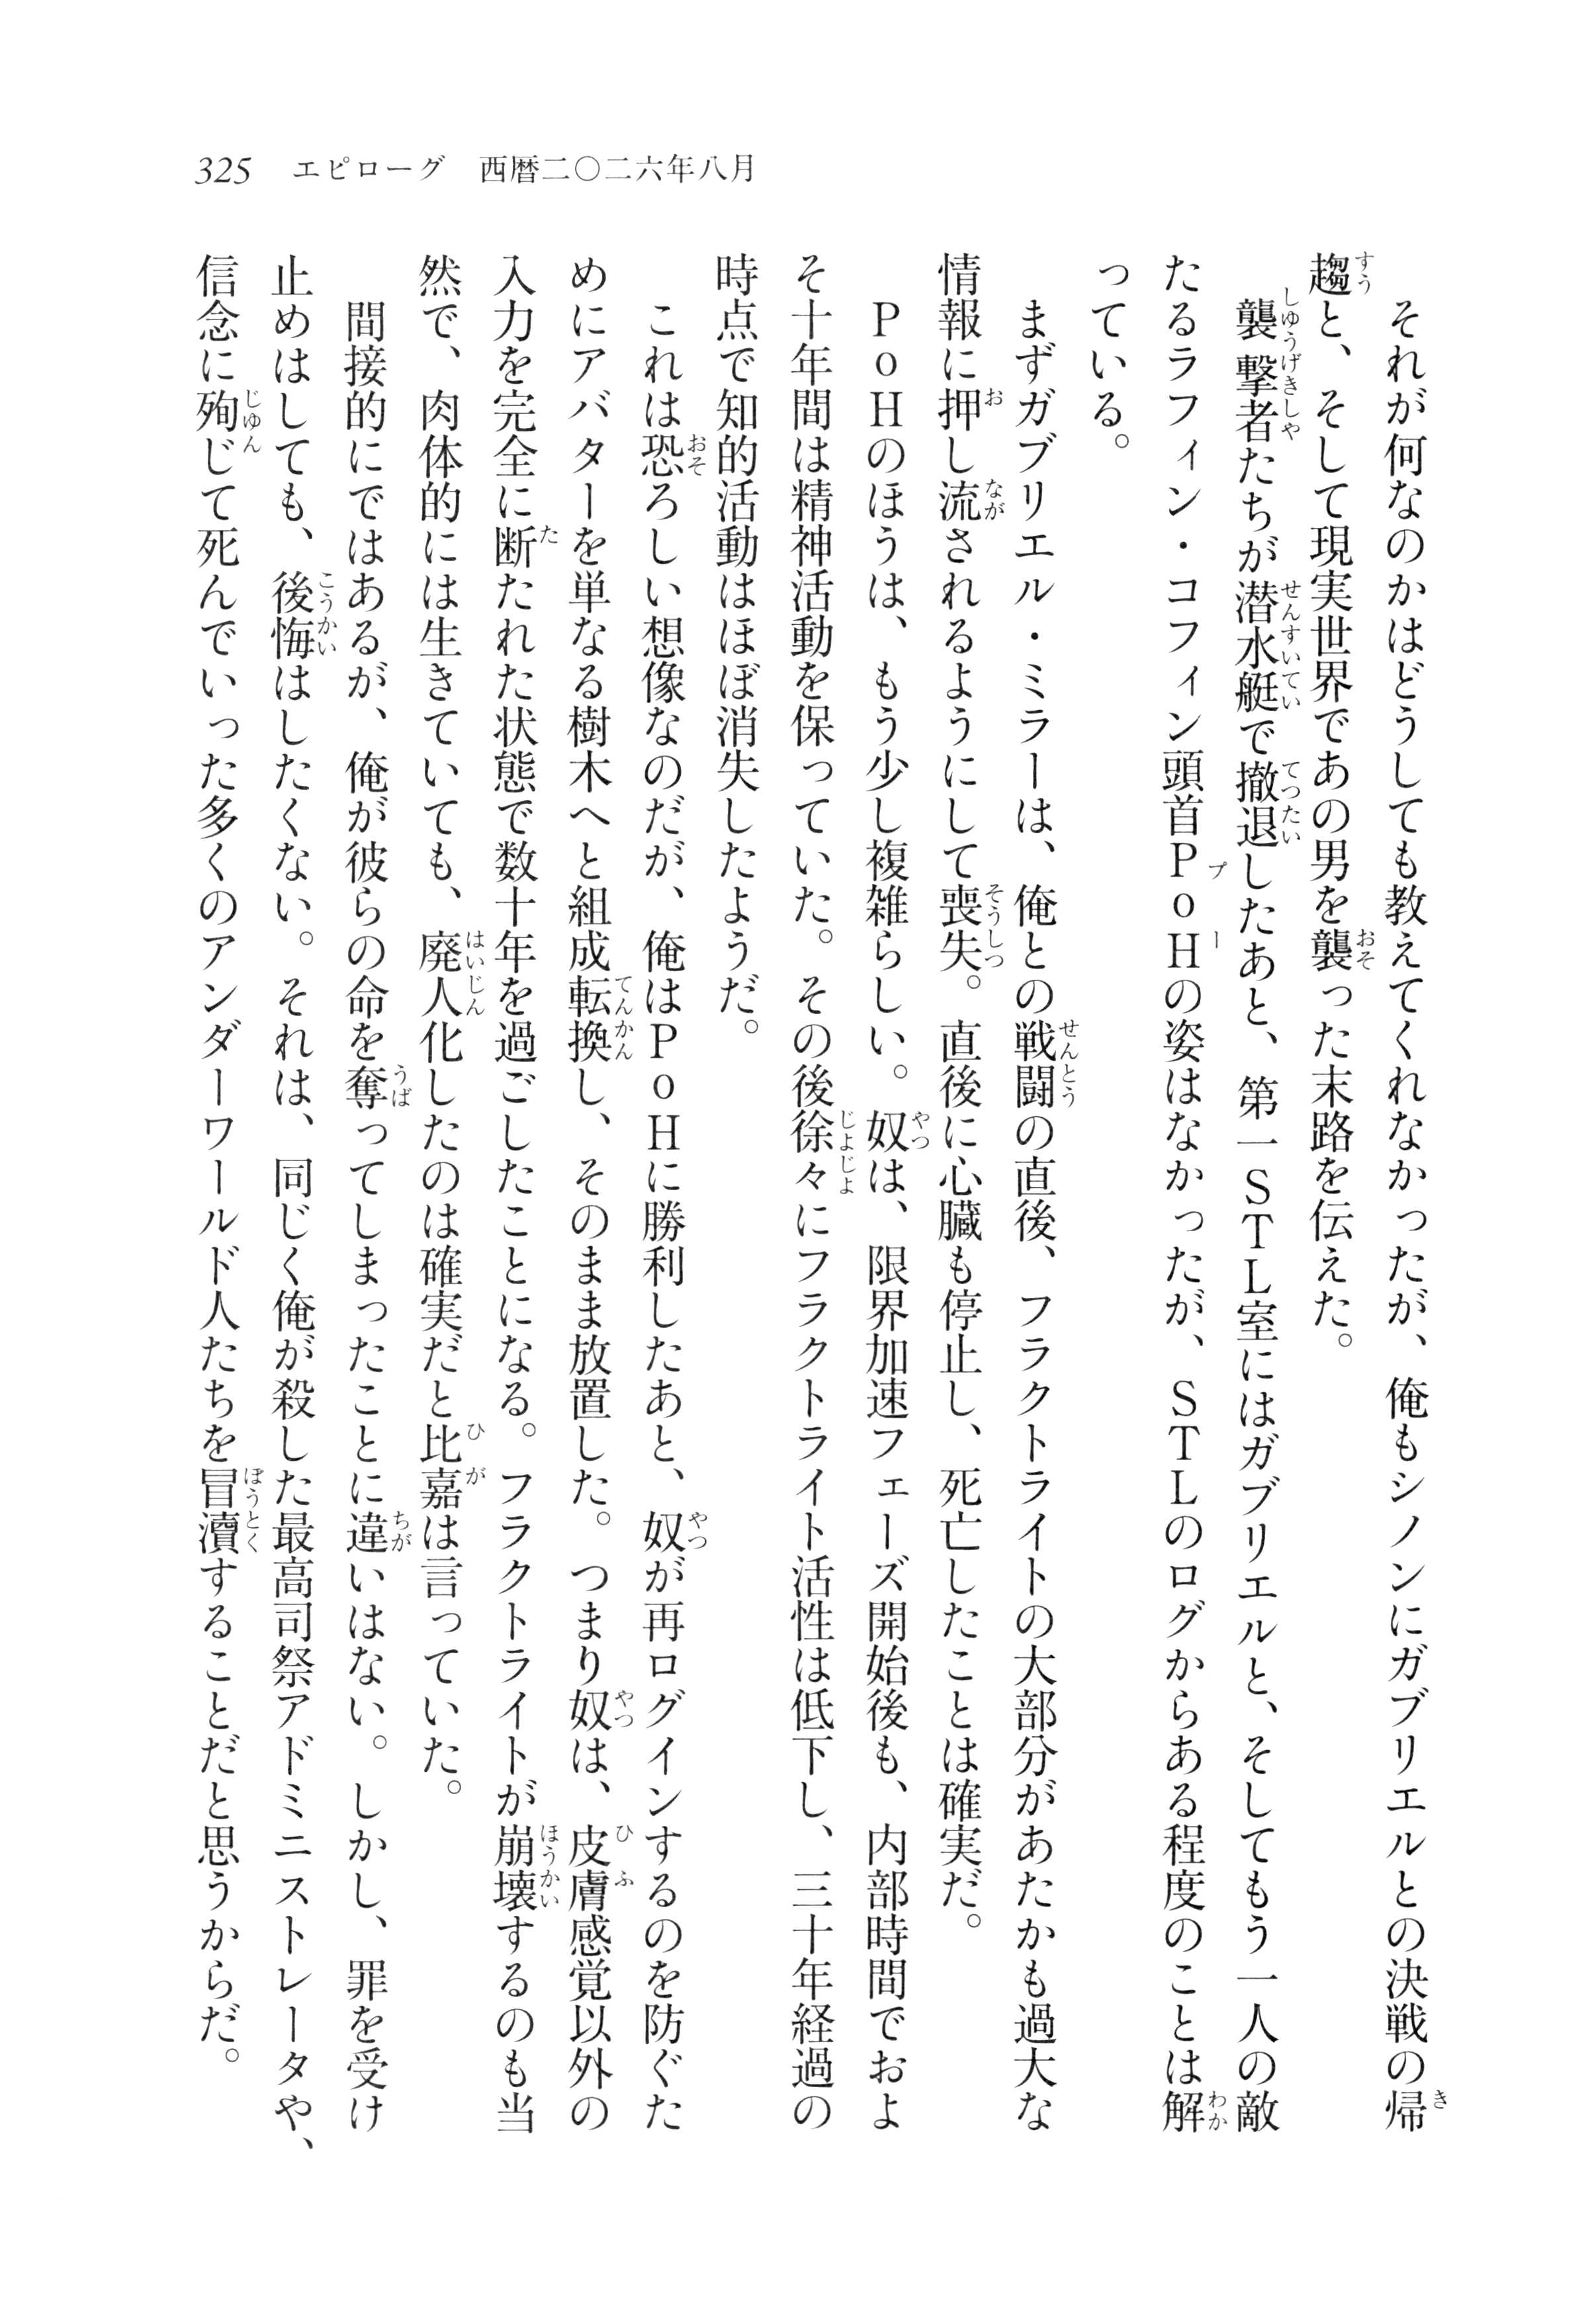 325 エピローグ 西暦二〇二六年八月
それが何なのかはどうしても教えてくれなかったが、俺もシノンにガブリエルとの決戦の帰
趨と、そして現実世界であの男を襲った末路を伝えた。
襲撃者たちが潜水艇で撤退したあと、第一STL室にはガブリエルと、そしてもう一人の敵
たるラフィン・コフィン頭首PoHの姿はなかったが、STLのログからある程度のことは解
っている。
まずガブリエル・ミラーは、俺との戦闘の直後、フラクトライトの大部分があたかも過大な
情報に押し流されるようにして喪失。直後に心臓も停止し、死亡したことは確実だ。
PoHのほうは、もう少し複雑らしい。奴は、限界加速フェーズ開始後も、内部時間でおよ
そ十年間は精神活動を保っていた。その後徐々にフラクトライト活性は低下し、三十年経過の
時点で知的活動はほぼ消失したようだ。
これは恐ろしい想像なのだが、俺はPoHに勝利したあと、奴が再ログインするのを防ぐた
めにアバターを単なる樹木へと組成転換し、そのまま放置した。つまり奴は、皮膚感覚以外の
入力を完全に断たれた状態で数十年を過ごしたことになる。フラクトライトが崩壊するのも当
然で、肉体的には生きていても、廃人化したのは確実だと比嘉は言っていた。
間接的にではあるが、俺が彼らの命を奪ってしまったことに違いはない。しかし、罪を受け
止めはしても、後悔はしたくない。それは、同じく俺が殺した最高司祭アドミニストレータや、
信念に殉じて死んでいった多くのアンダーワールド人たちを冒瀆することだと思うからだ。